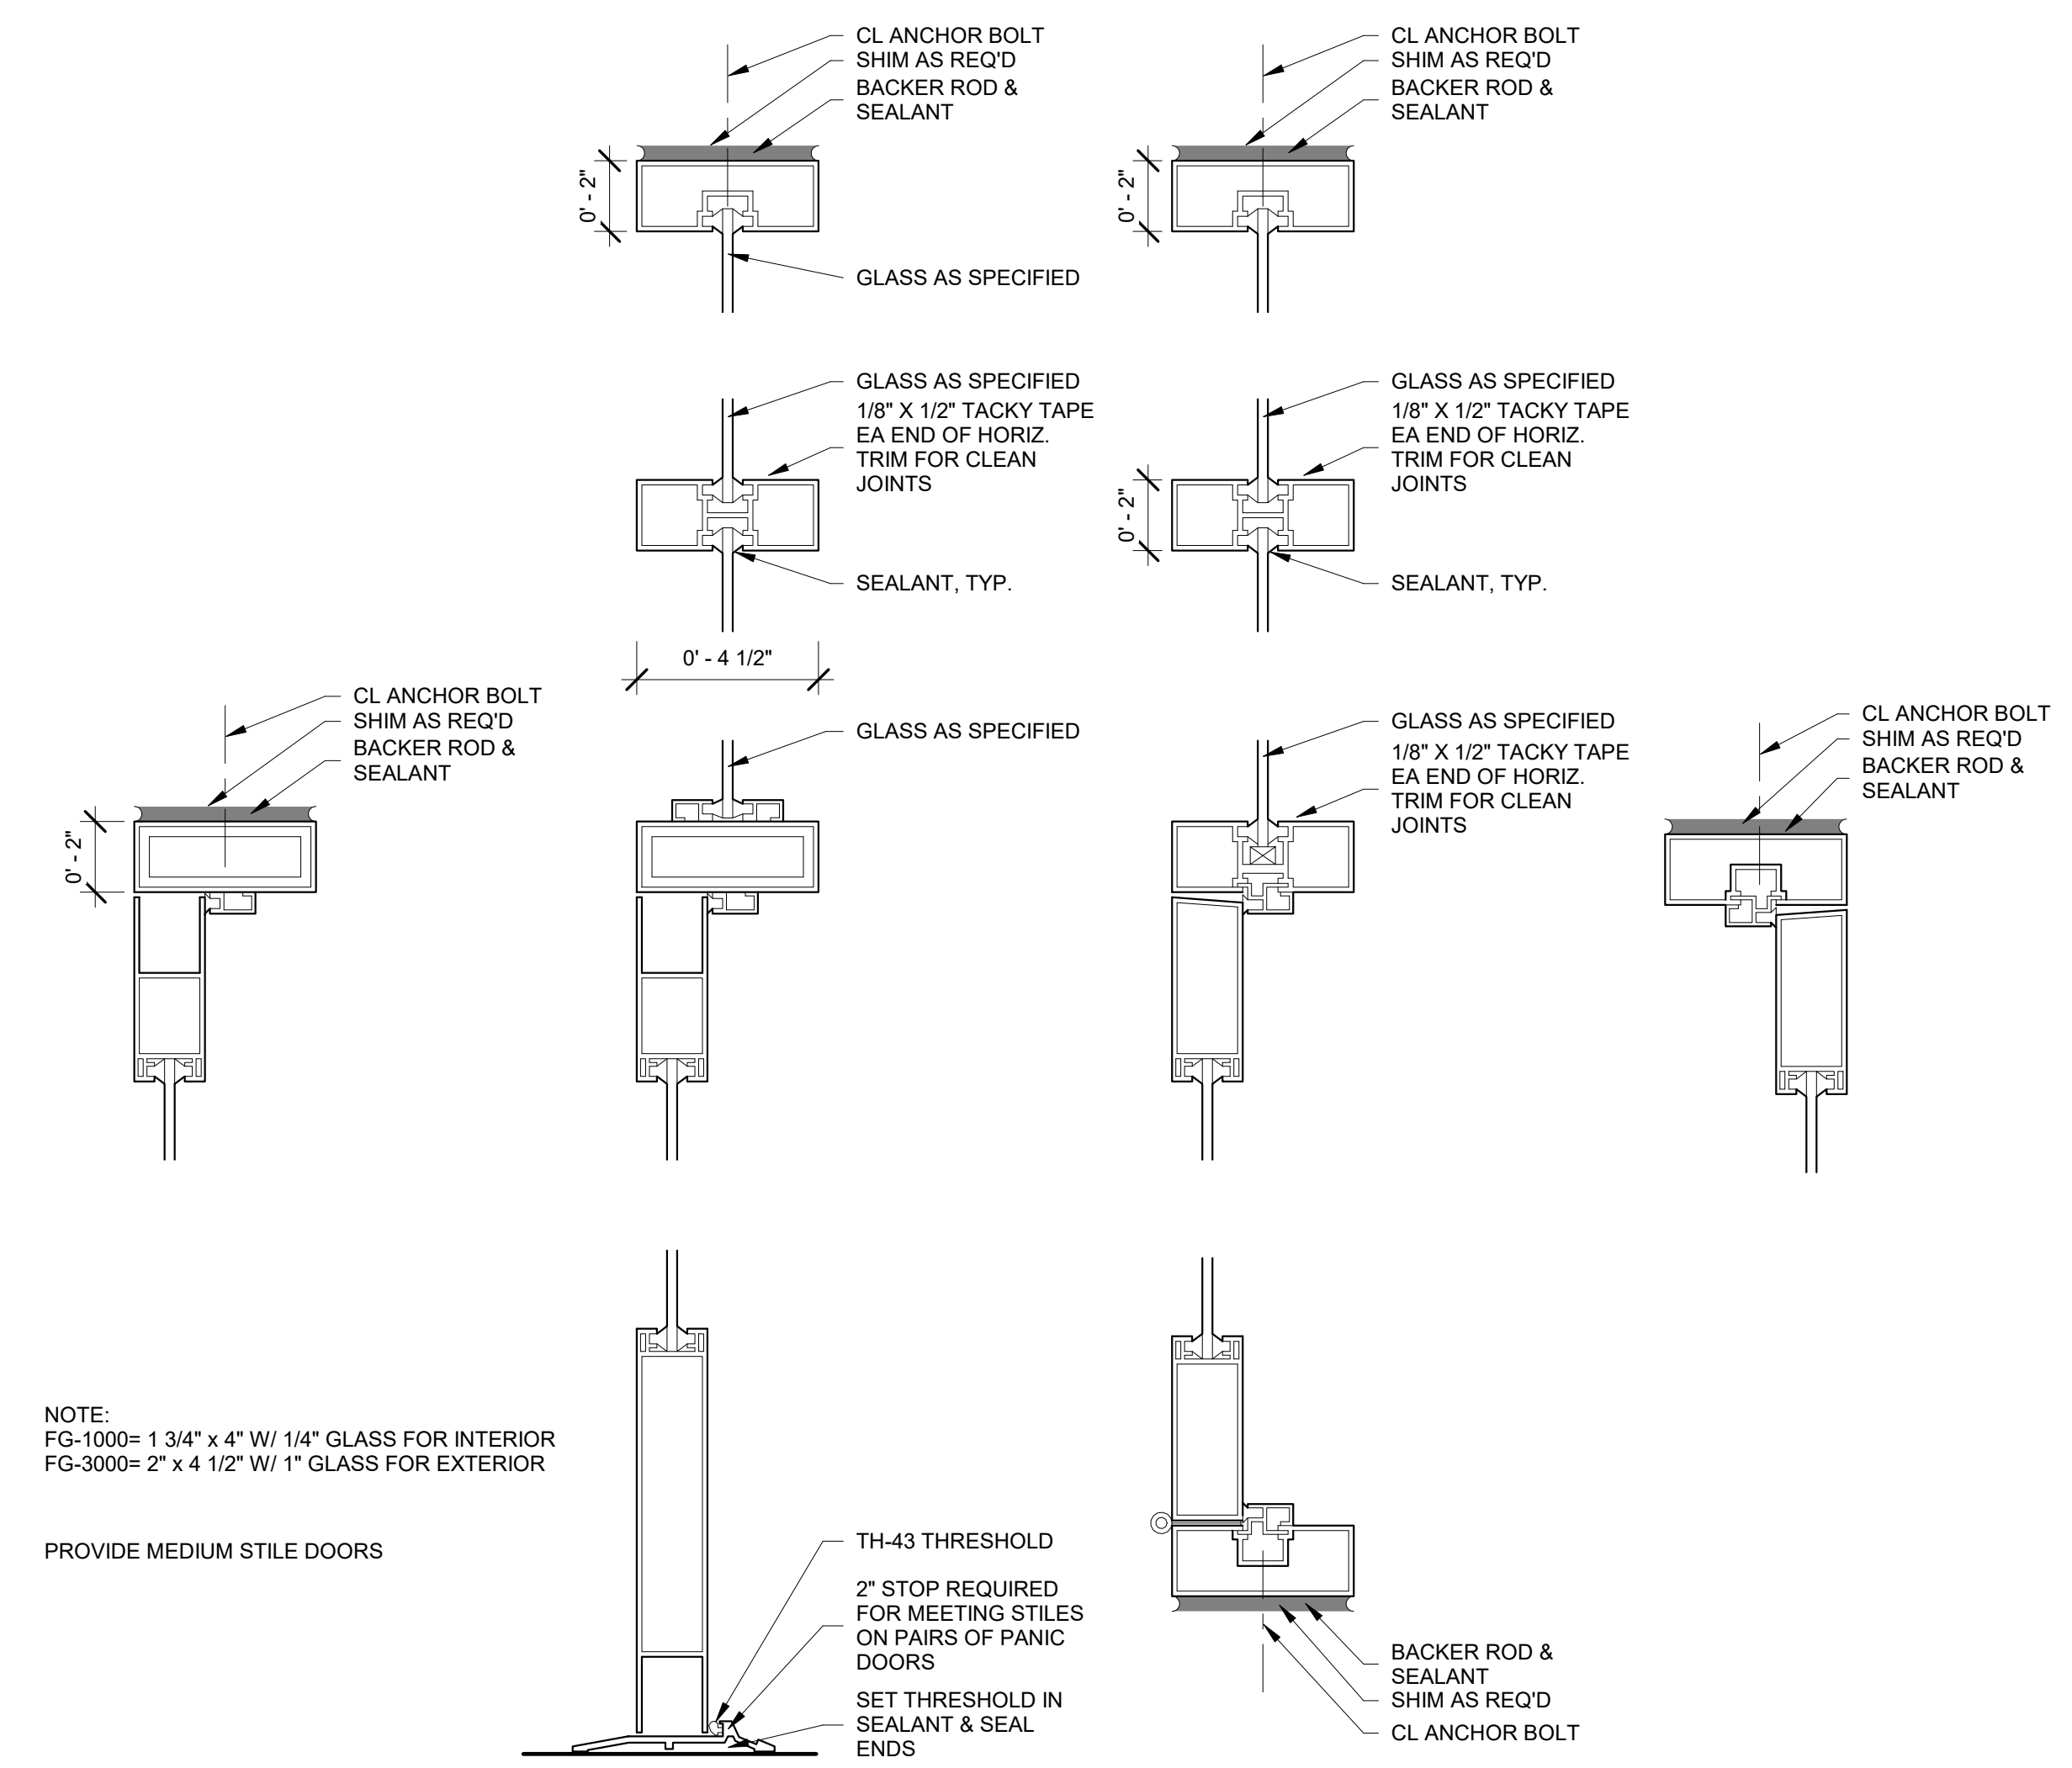 CL ANCHOR BOLT
SHIM AS REQ'D
BACKER ROD &
SEALANT
0' - 2"
GLASS AS SPECIFIED
CL ANCHOR BOLT
SHIM AS REQ'D
BACKER ROD &
SEALANT
0' - 2"
GLASS AS SPECIFIED
1/8" X 1/2" TACKY TAPE
EA END OF HORIZ.
TRIM FOR CLEAN
JOINTS
SEALANT, TYP.
0' - 4 1/2"
GLASS AS SPECIFIED
1/8" X 1/2" TACKY TAPE
EA END OF HORIZ.
TRIM FOR CLEAN
JOINTS
0' - 2"
SEALANT, TYP.
CL ANCHOR BOLT
SHIM AS REQ'D
BACKER ROD &
SEALANT
0' - 2"
GLASS AS SPECIFIED
GLASS AS SPECIFIED
1/8" X 1/2" TACKY TAPE
EA END OF HORIZ.
TRIM FOR CLEAN
JOINTS
CL ANCHOR BOLT
SHIM AS REQ'D
BACKER ROD &
SEALANT
NOTE:
FG-1000= 1 3/4" x 4" W/ 1/4" GLASS FOR INTERIOR
FG-3000= 2" x 4 1/2" W/ 1" GLASS FOR EXTERIOR
PROVIDE MEDIUM STILE DOORS
TH-43 THRESHOLD
2" STOP REQUIRED
FOR MEETING STILES
ON PAIRS OF PANIC
DOORS
SET THRESHOLD IN
SEALANT & SEAL
ENDS
BACKER ROD &
SEALANT
SHIM AS REQ'D
CL ANCHOR BOLT